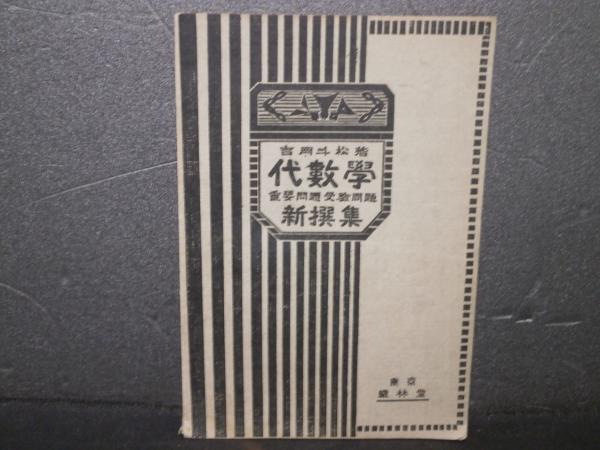 吉岡斗松著
代數學
重要問題受驗問題
新撰集
東京
盛林堂